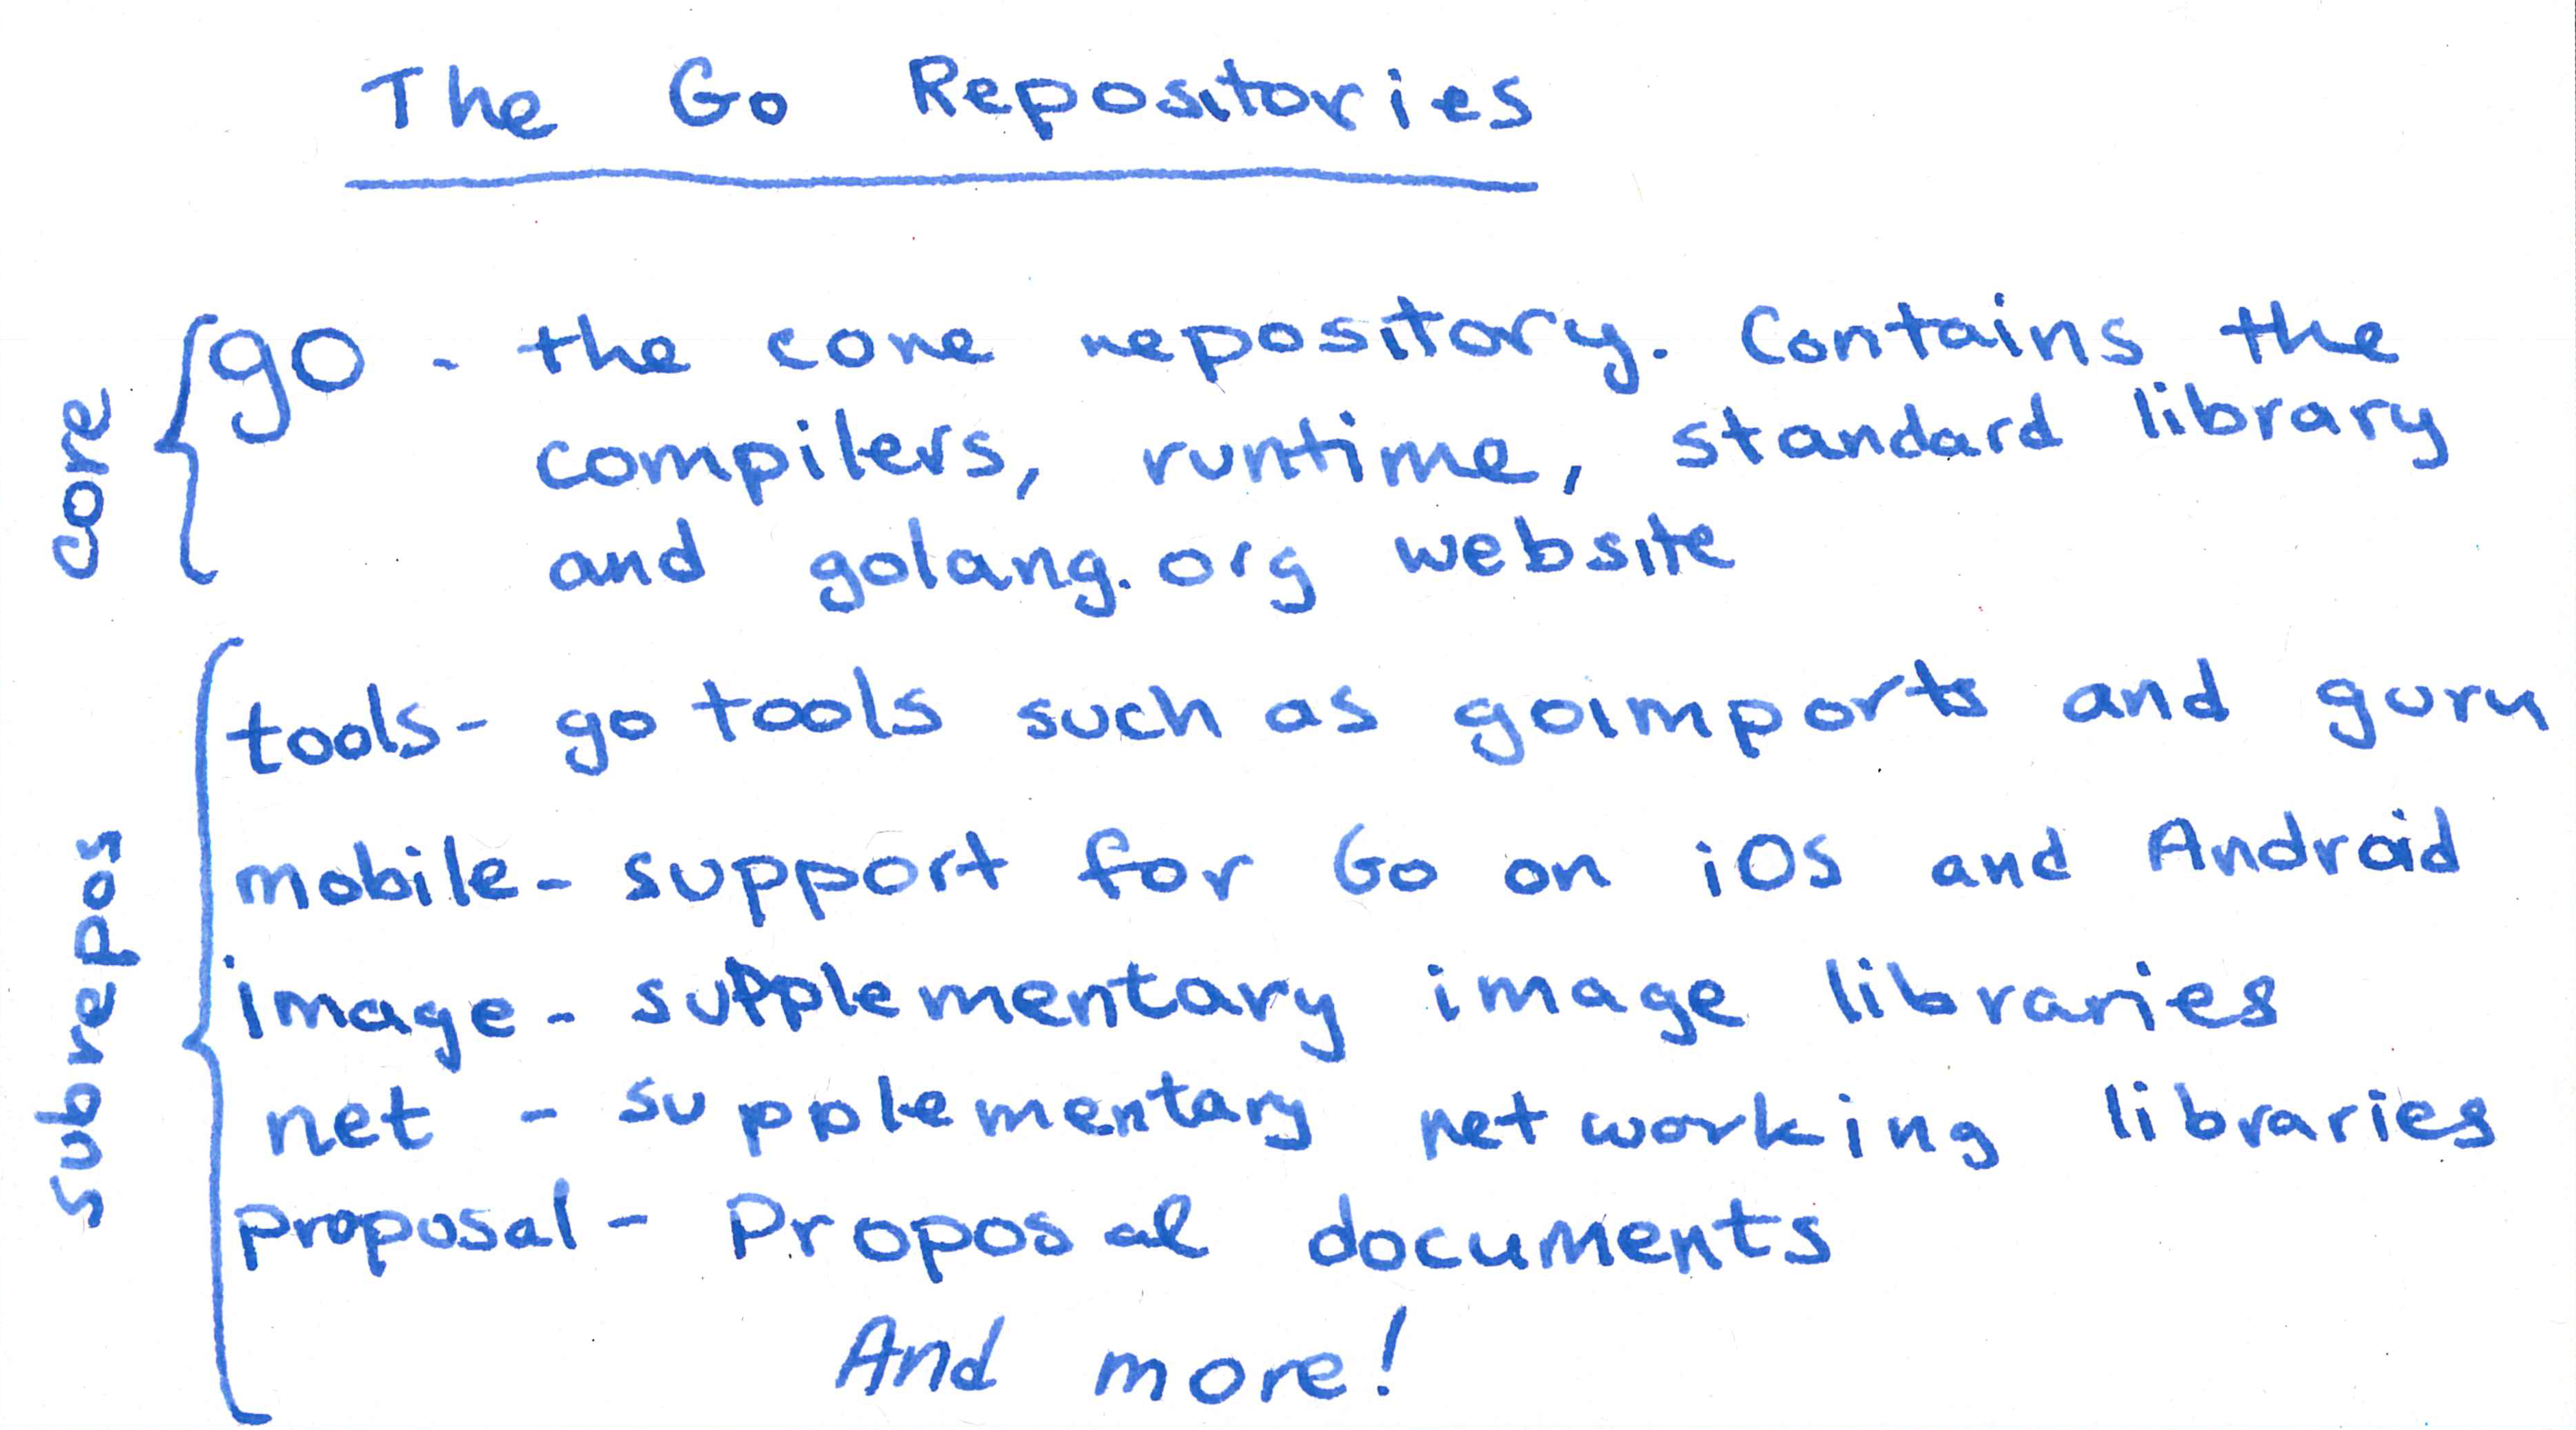 The Go Repositories
core
go - the core repository. Contains the
compilers, runtime, standard library
and golang.org website
subrepos
tools - go tools such as goimports and guru
mobile - support for Go on iOS and Android
image - supplementary image libraries
net - supplementary networking libraries
proposal - Proposal documents
And more!